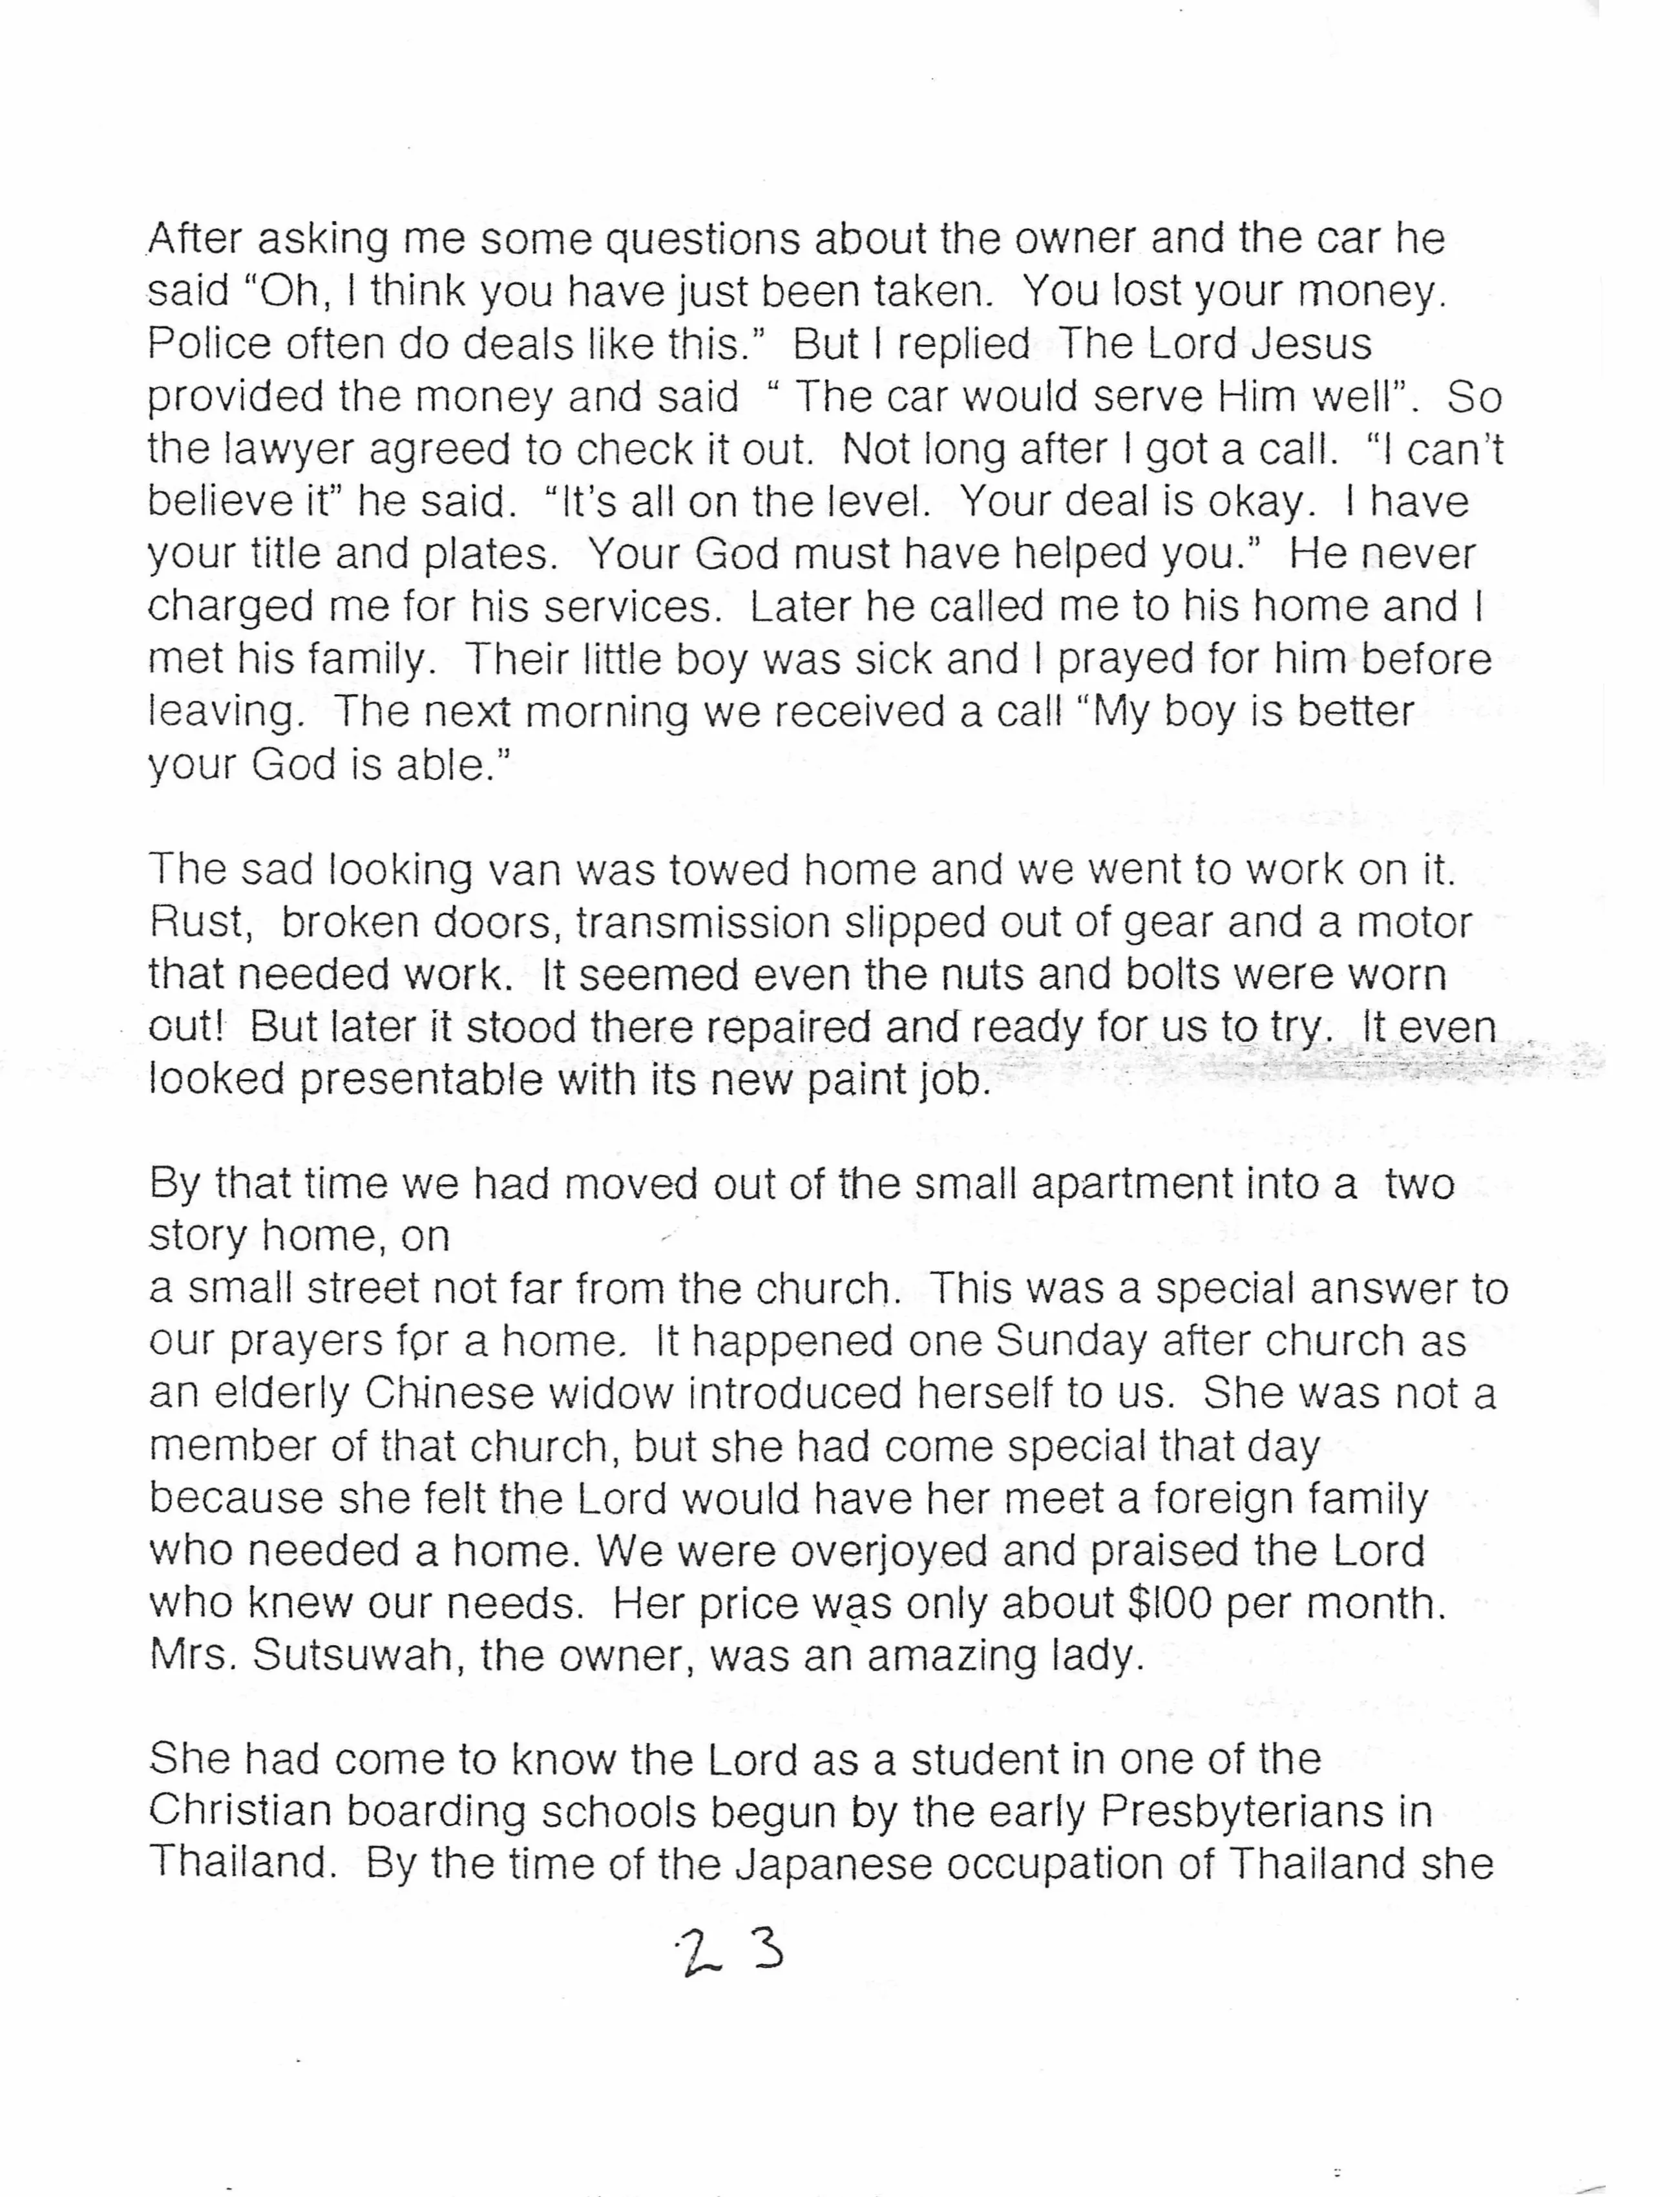 After asking me some questions about the owner and the car he
said “Oh, I think you have just been taken.  You lost your money.
Police often do deals like this.”  But I replied  The Lord Jesus
provided the money and said  “ The car would serve Him well”.  So
the lawyer agreed to check it out.  Not long after I got a call.  “I can't
believe it” he said.  “It's all on the level.  Your deal is okay.  I have
your title and plates.  Your God must have helped you.”  He never
charged me for his services.  Later he called me to his home and I
met his family.  Their little boy was sick and I prayed for him before
leaving.  The next morning we received a call “My boy is better
your God is able.”

The sad looking van was towed home and we went to work on it.
Rust,  broken doors, transmission slipped out of gear and a motor
that needed work.  It seemed even the nuts and bolts were worn
out!  But later it stood there repaired and ready for us to try.  It even
looked presentable with its new paint job.

By that time we had moved out of the small apartment into a  two
story home, on
a small street not far from the church.  This was a special answer to
our prayers for a home.  It happened one Sunday after church as
an elderly Chinese widow introduced herself to us.  She was not a
member of that church, but she had come special that day
because she felt the Lord would have her meet a foreign family
who needed a home. We were overjoyed and praised the Lord
who knew our needs.  Her price was only about $100 per month.
Mrs. Sutsuwah, the owner, was an amazing lady.

She had come to know the Lord as a student in one of the
Christian boarding schools begun by the early Presbyterians in
Thailand.  By the time of the Japanese occupation of Thailand she
23